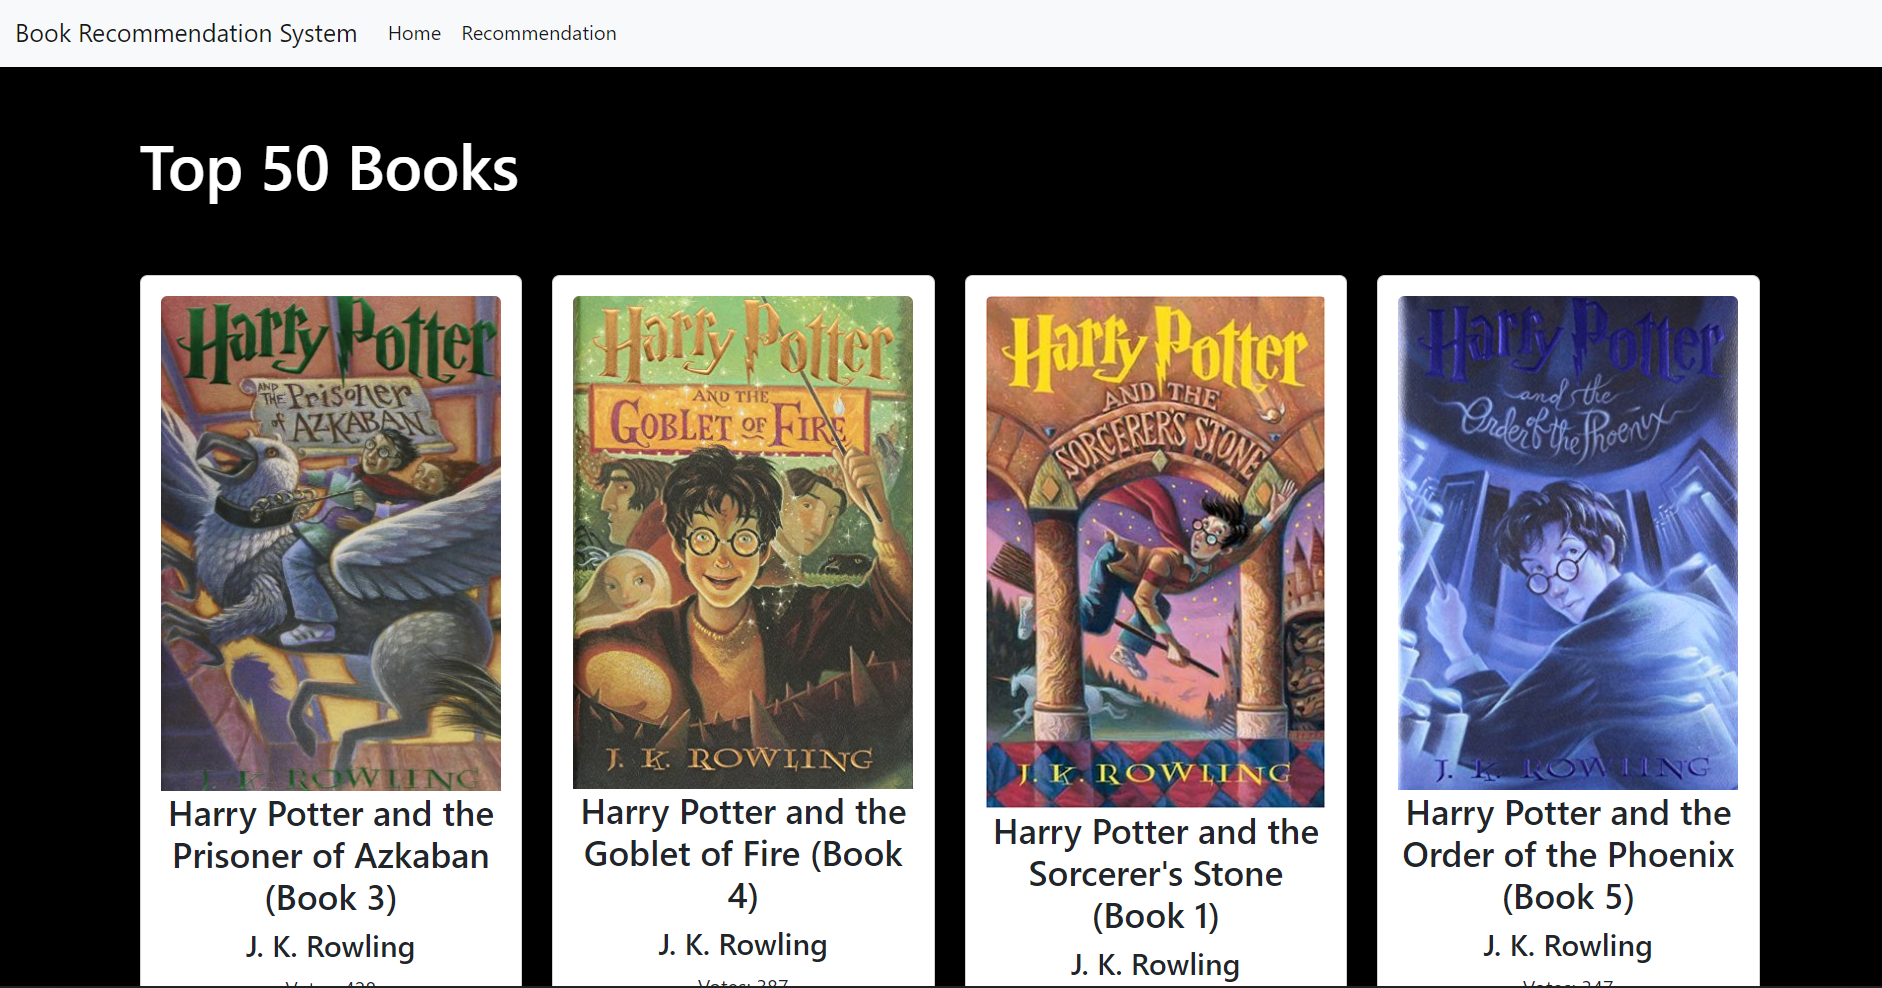 Book Recommendation System Home Recommendation
Top 50 Books
Harry Potter
AND THE
Prisoner
of AZKABAN
J. K. ROWLING
Harry Potter and the
Prisoner of Azkaban
(Book 3)
J. K. Rowling
Harry Potter
AND THE
GOBLET OF FIRE
J. K. ROWLING
Harry Potter and the
Goblet of Fire (Book
4)
J. K. Rowling
Votes: 387
Harry Potter
AND THE
SORCERER'S STONE
J. K. ROWLING
Harry Potter and the
Sorcerer's Stone
(Book 1)
J. K. Rowling
Harry Potter
and the
Order of the Phoenix
J. K. ROWLING
Harry Potter and the
Order of the Phoenix
(Book 5)
J. K. Rowling
Votes: 347